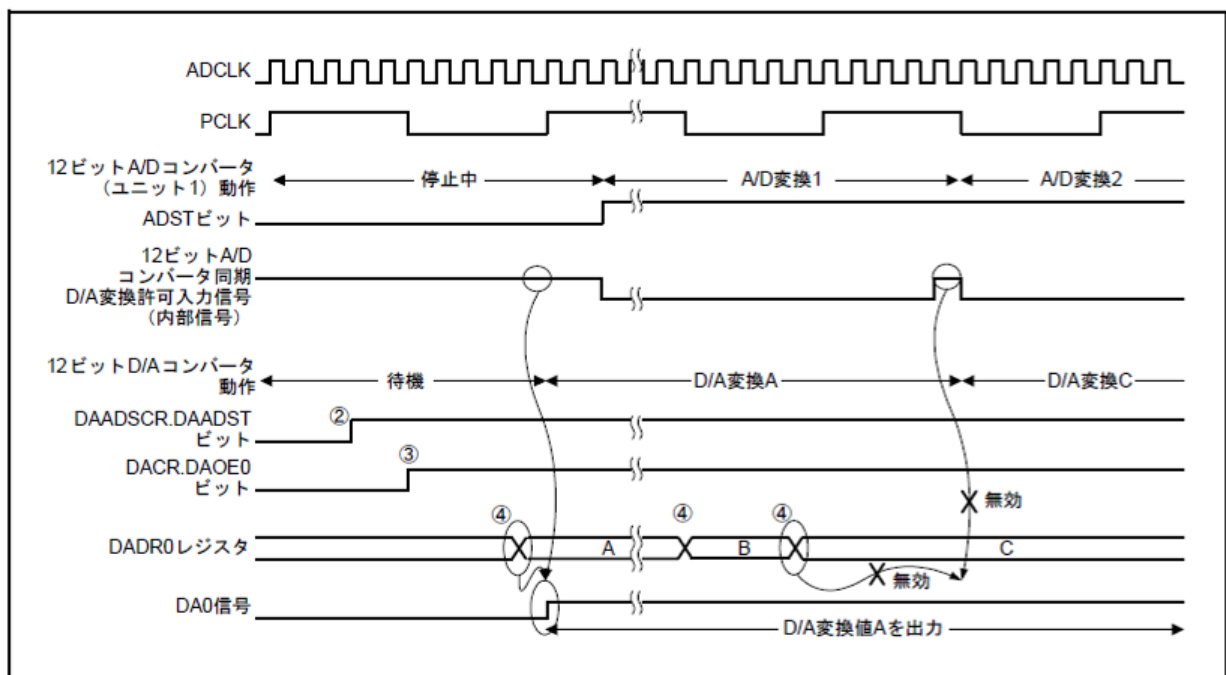 ADCLK
PCLK
12ビットA/Dコンバータ
（ユニット1）動作
停止中
A/D変換1
A/D変換2
ADSTビット
12ビットA/D
コンバータ同期
D/A変換許可入力信号
（内部信号）
12ビットD/Aコンバータ
動作
待機
D/A変換A
D/A変換C
DAADSCR.DAADST
ビット
②
DACR.DAOE0
ビット
③
無効
④
④
④
DADR0レジスタ
A
B
C
無効
DA0信号
D/A変換値Aを出力